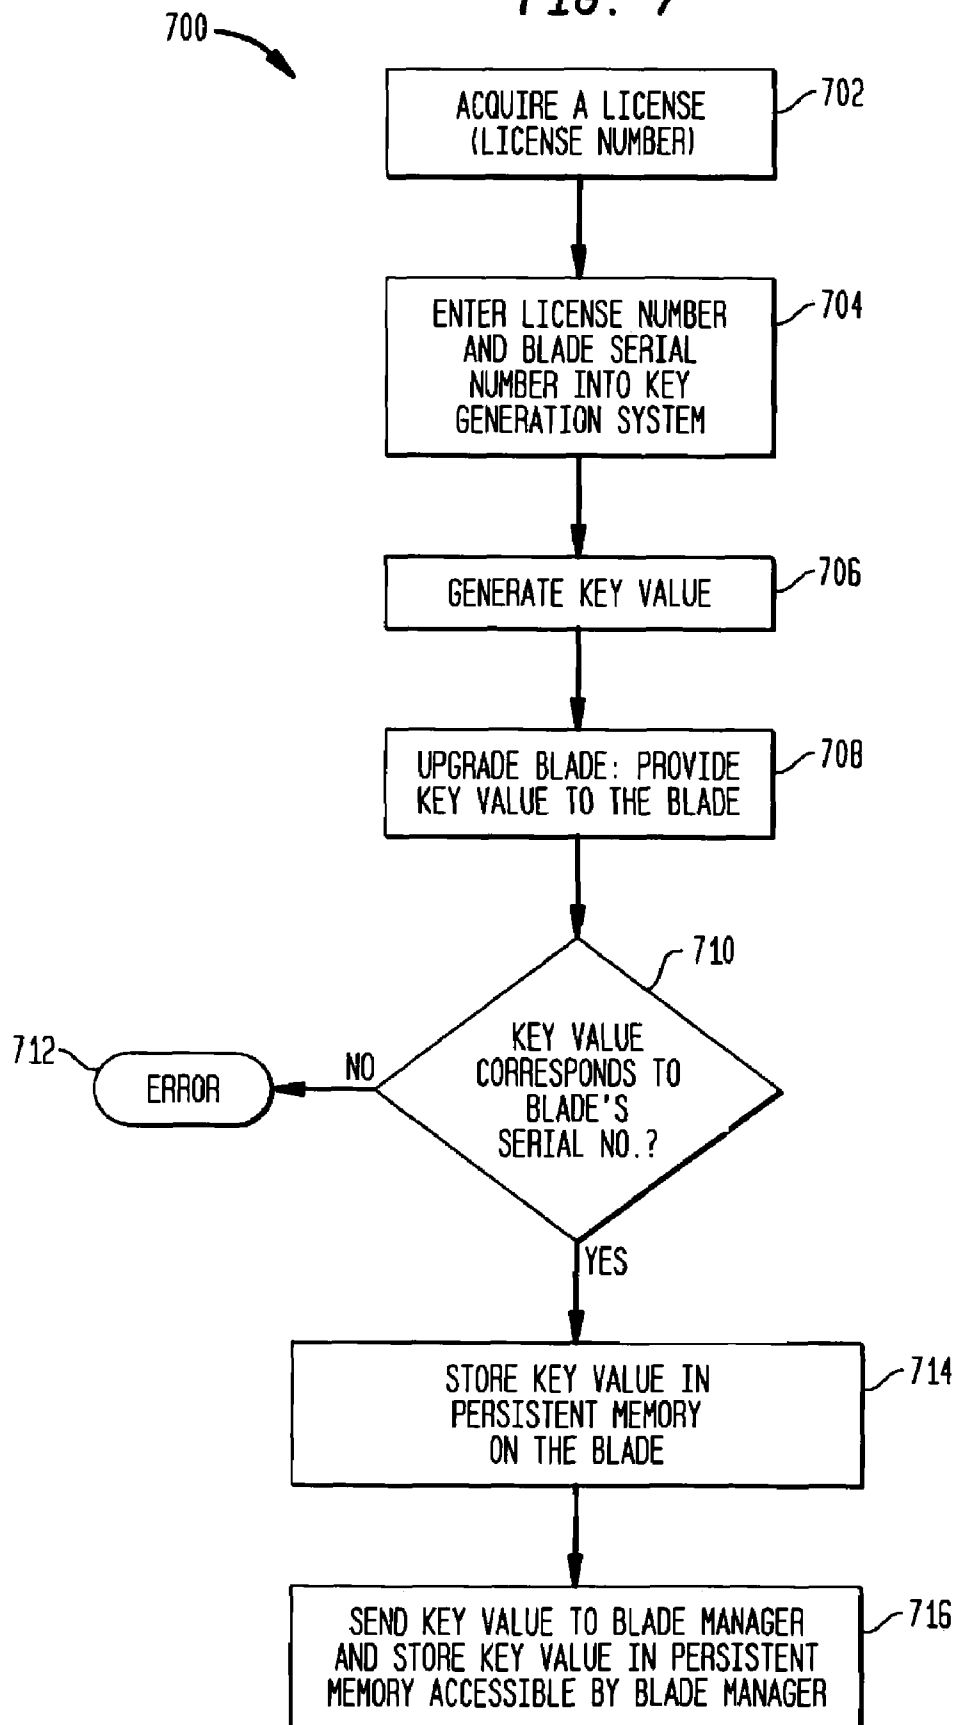 FIG. 7
700
ACQUIRE A LICENSE
(LICENSE NUMBER)
702
ENTER LICENSE NUMBER
AND BLADE SERIAL
NUMBER INTO KEY
GENERATION SYSTEM
704
GENERATE KEY VALUE
706
UPGRADE BLADE: PROVIDE
KEY VALUE TO THE BLADE
708
KEY VALUE
CORRESPONDS TO
BLADE'S
SERIAL NO.?
710
NO
712
ERROR
YES
STORE KEY VALUE IN
PERSISTENT MEMORY
ON THE BLADE
714
SEND KEY VALUE TO BLADE MANAGER
AND STORE KEY VALUE IN PERSISTENT
MEMORY ACCESSIBLE BY BLADE MANAGER
716